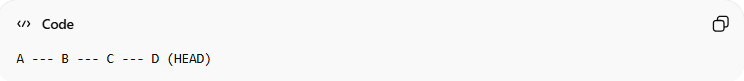 Code
A --- B --- C --- D (HEAD)